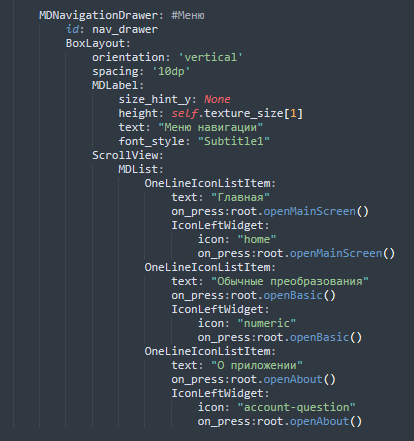 MDNavigationDrawer: #Меню
id: nav_drawer
BoxLayout:
orientation: 'vertical'
spacing: '10dp'
MDLabel:
size_hint_y: None
height: self.texture_size[1]
text: "Меню навигации"
font_style: "Subtitle1"
ScrollView:
MDList:
OneLineIconListItem:
text: "Главная"
on_press:root.openMainScreen()
IconLeftWidget:
icon: "home"
on_press:root.openMainScreen()
OneLineIconListItem:
text: "Обычные преобразования"
on_press:root.openBasic()
IconLeftWidget:
icon: "numeric"
on_press:root.openBasic()
OneLineIconListItem:
text: "О приложении"
on_press:root.openAbout()
IconLeftWidget:
icon: "account-question"
on_press:root.openAbout()